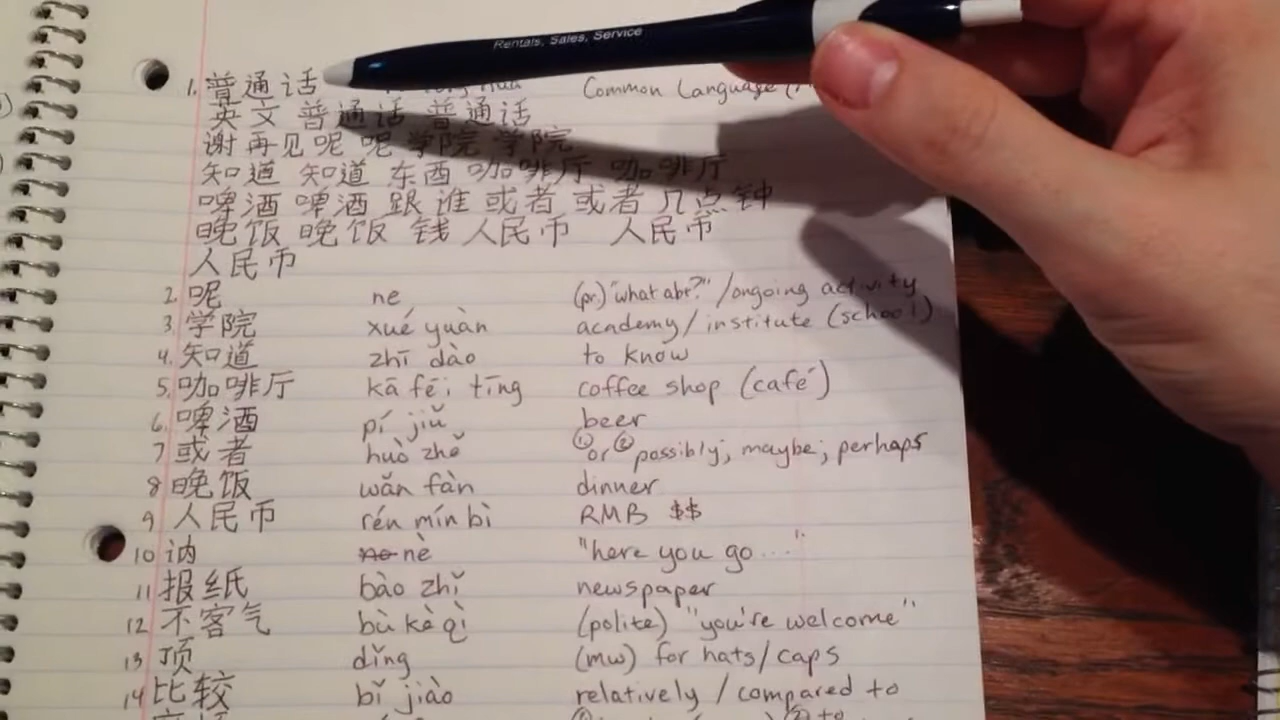 Rentals, Sales, Service
1. 普通话 Common Language
英文 普通话 普通话
谢 再见 呢 呢 学院 学院
知道 知道 东西 咖啡厅 咖啡厅
啤酒 啤酒 跟 谁 或者 或者 几点钟
晚饭 晚饭 钱 人民币 人民币
人民币
2. 呢 ne (pr.) "what abt?" / ongoing activity
3. 学院 xué yuàn academy / institute (school)
4. 知道 zhī dào to know
5. 咖啡厅 kā fēi tīng coffee shop (café)
6. 啤酒 pí jiǔ beer
7 或者 huò zhě ① or ② possibly; maybe; perhaps
8 晚饭 wǎn fàn dinner
9 人民币 rén mín bì RMB $$
10 讷 nè "here you go ...."
11 报纸 bào zhǐ newspaper
12 不客气 bù kè qì (polite) "you're welcome"
13 顶 dǐng (mw) for hats/caps
14 比较 bǐ jiào relatively / compared to